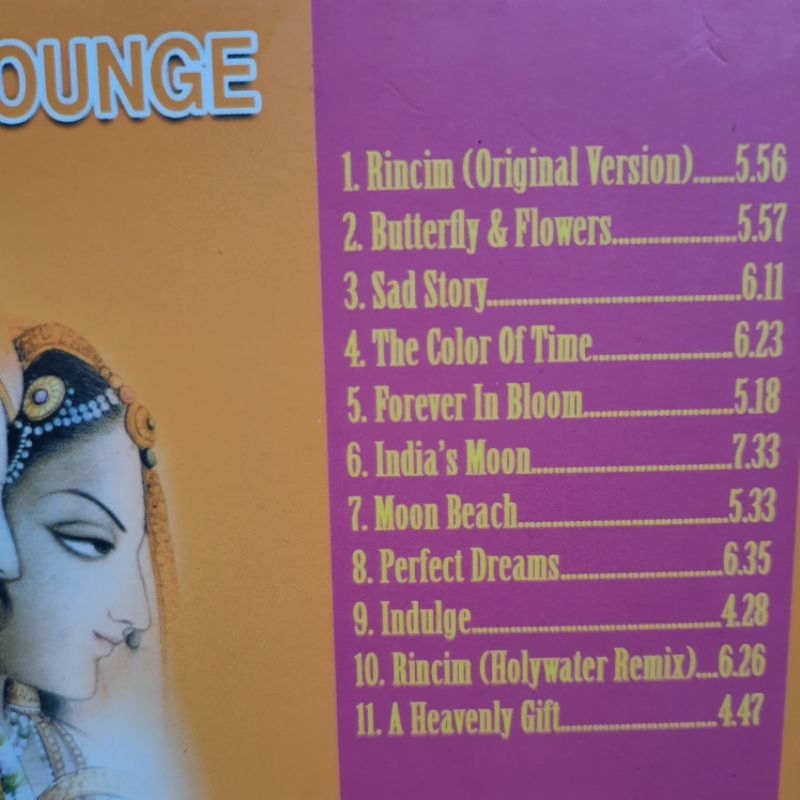 OUNGE
1. Rincim (Original Version)......5.56
2. Butterfly & Flowers....................5.57
3. Sad Story..........................................6.11
4. The Color Of Time.......................6.23
5. Forever In Bloom.........................5.18
6. India's Moon..................................7.33
7. Moon Beach...................................5.33
8. Perfect Dreams............................6.35
9. Indulge............................................4.28
10. Rincim (Holywater Remix)...6.26
11. A Heavenly Gift..........................4.47